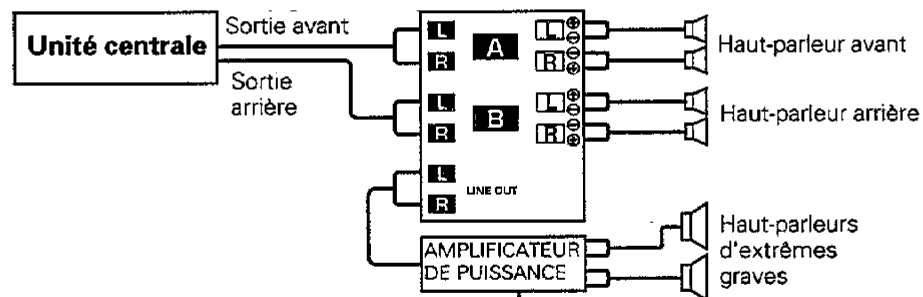 Unité centrale
Sortie avant
Sortie
arrière
L
R
A
L
R
Haut-parleur avant
L
R
B
L
R
Haut-parleur arrière
L
R
LINE OUT
AMPLIFICATEUR
DE PUISSANCE
Haut-parleurs
d'extrêmes
graves